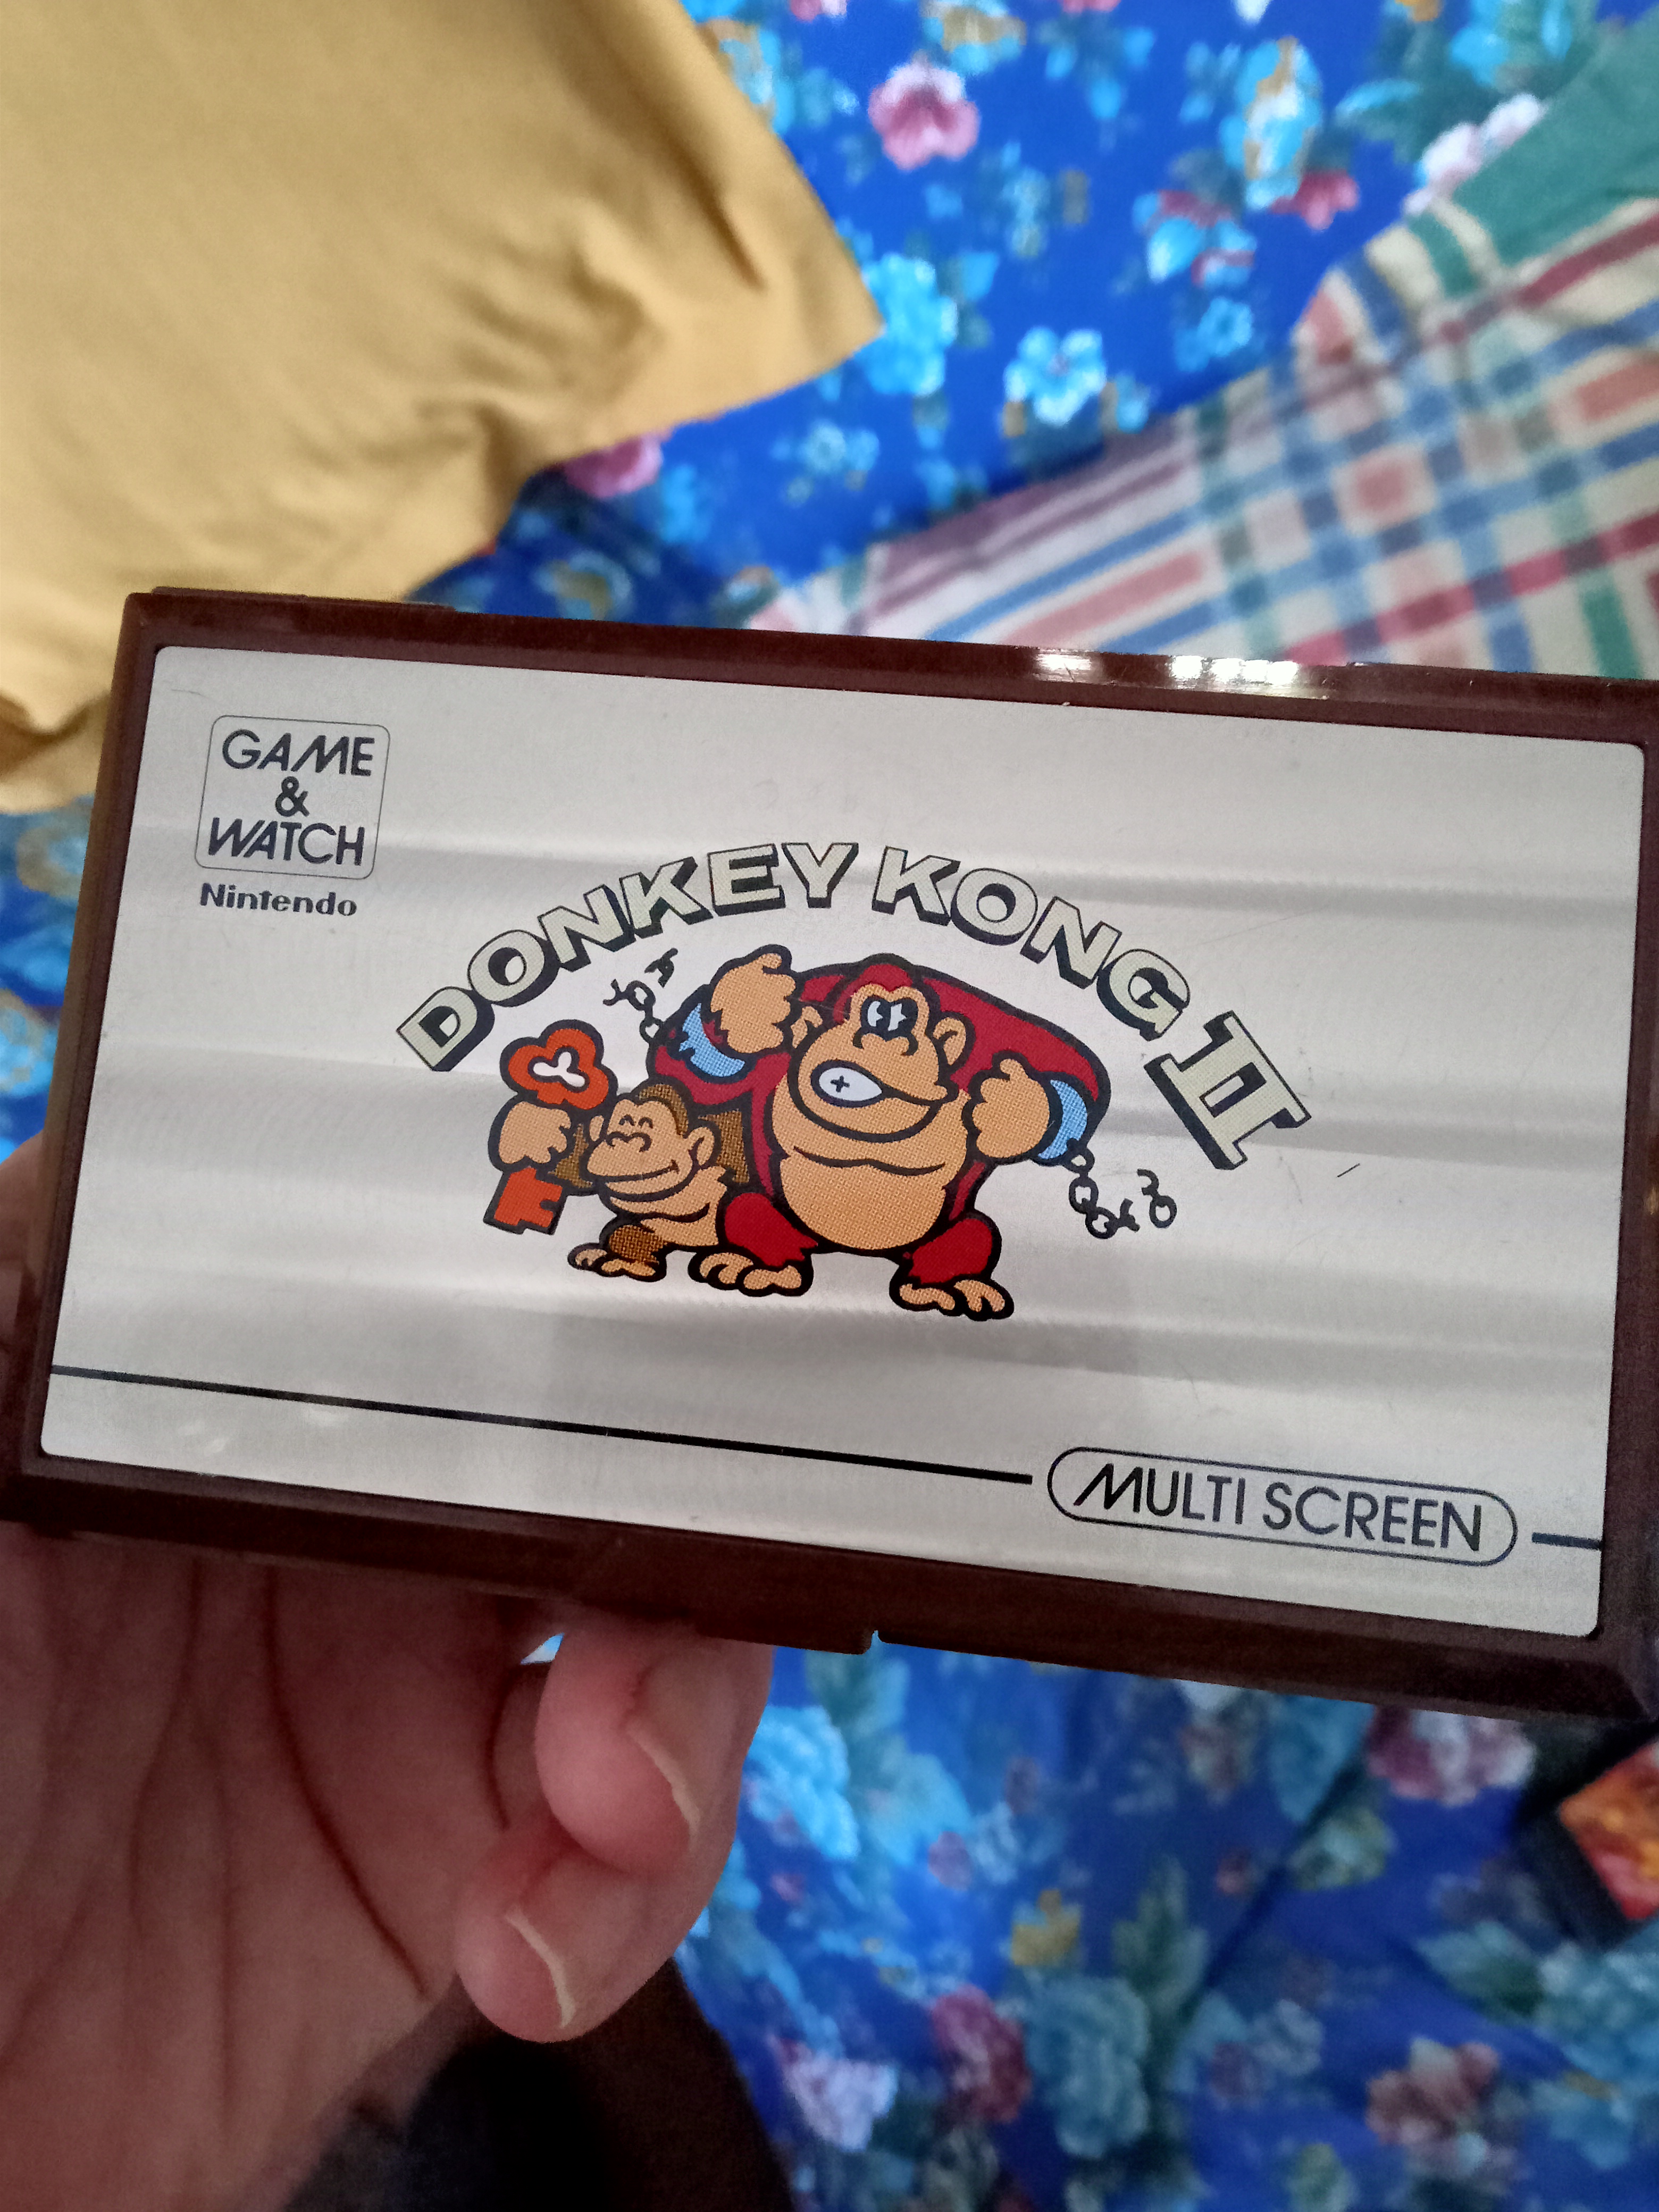 GAME
&
WATCH
Nintendo
DONKEY KONG II
MULTI SCREEN